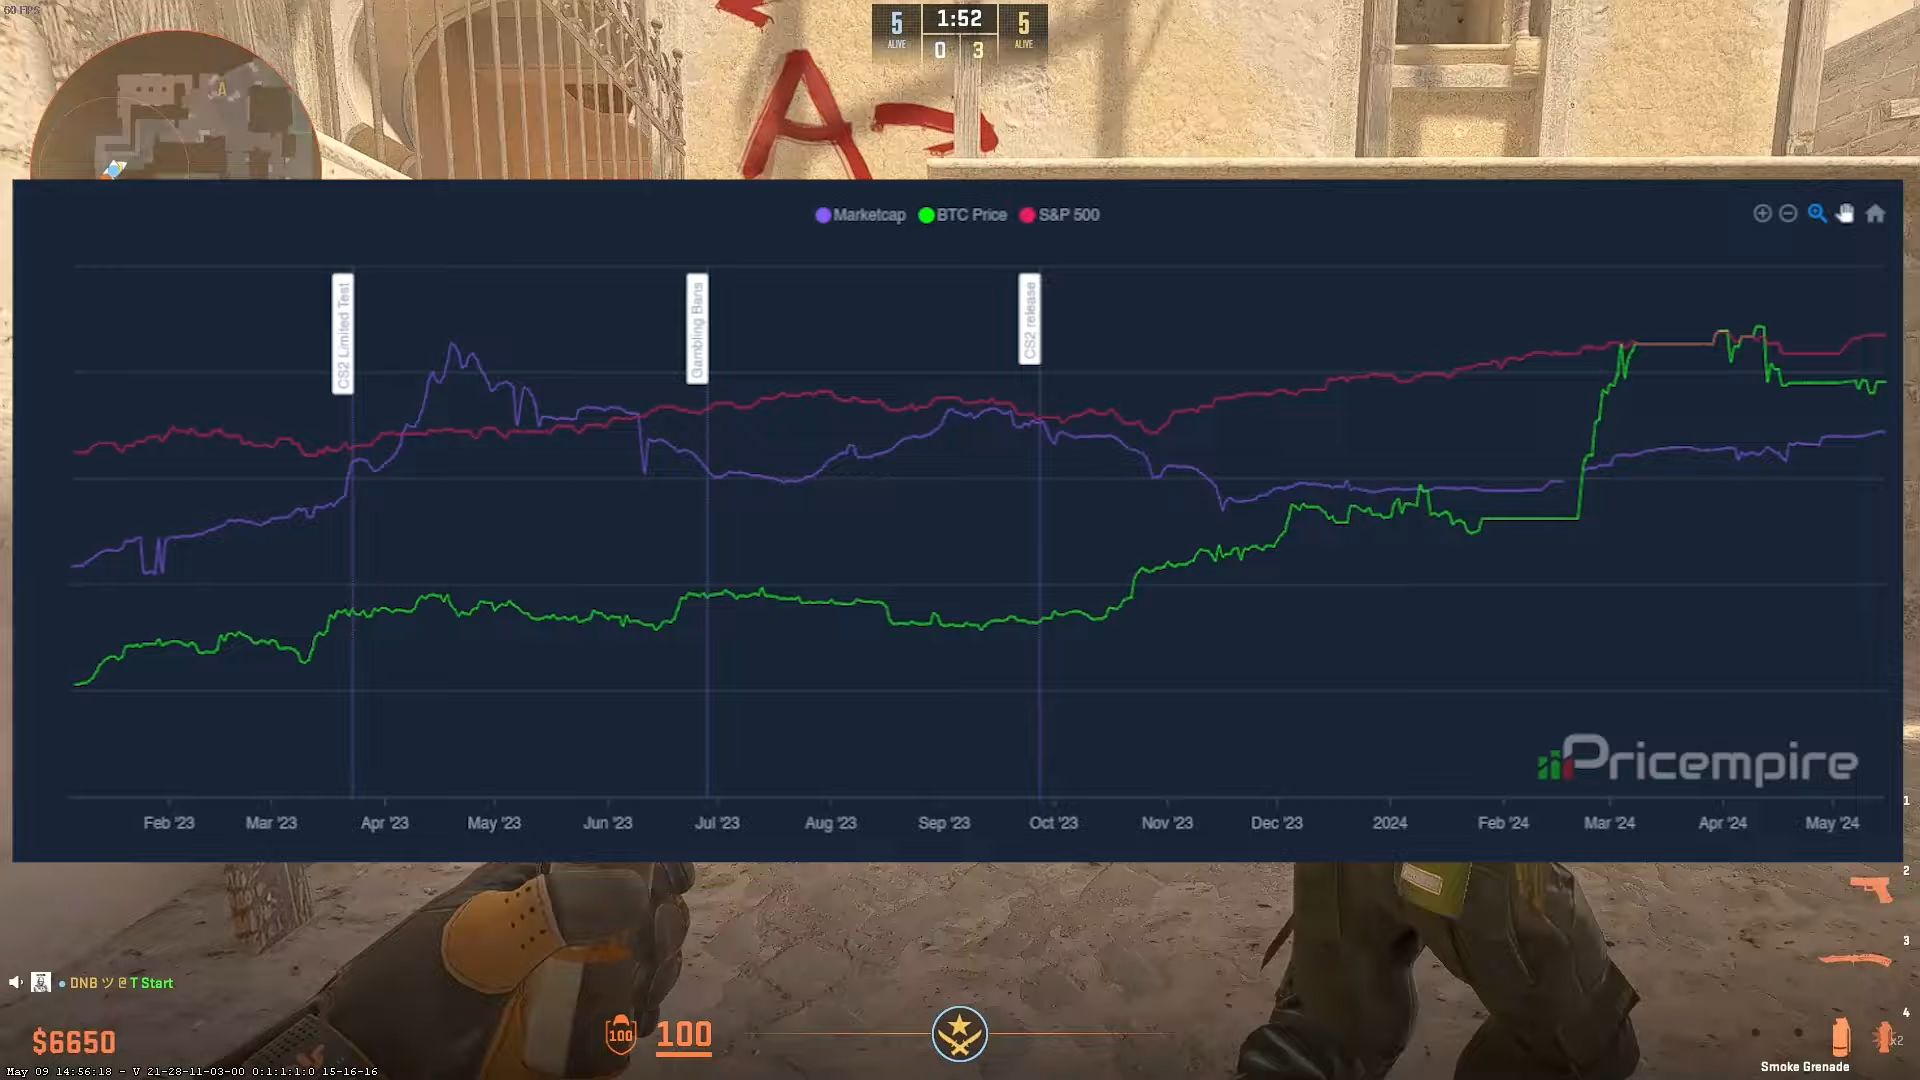 60 FPS
5
ALIVE
1:52
0 3
5
ALIVE
A
A
Marketcap BTC Price S&P 500
CS2 Limited Test
Gambling Bans
CS2 release
Pricempire
Feb '23 Mar '23 Apr '23 May '23 Jun '23 Jul '23 Aug '23 Sep '23 Oct '23 Nov '23 Dec '23 2024 Feb '24 Mar '24 Apr '24 May '24
1
2
3
DNB ツ @ T Start
4
$6650
100
100
x2
Smoke Grenade
May 09 14:56:18 - V 21-28-11-03-00 0:1:1:1:0 15-16-16